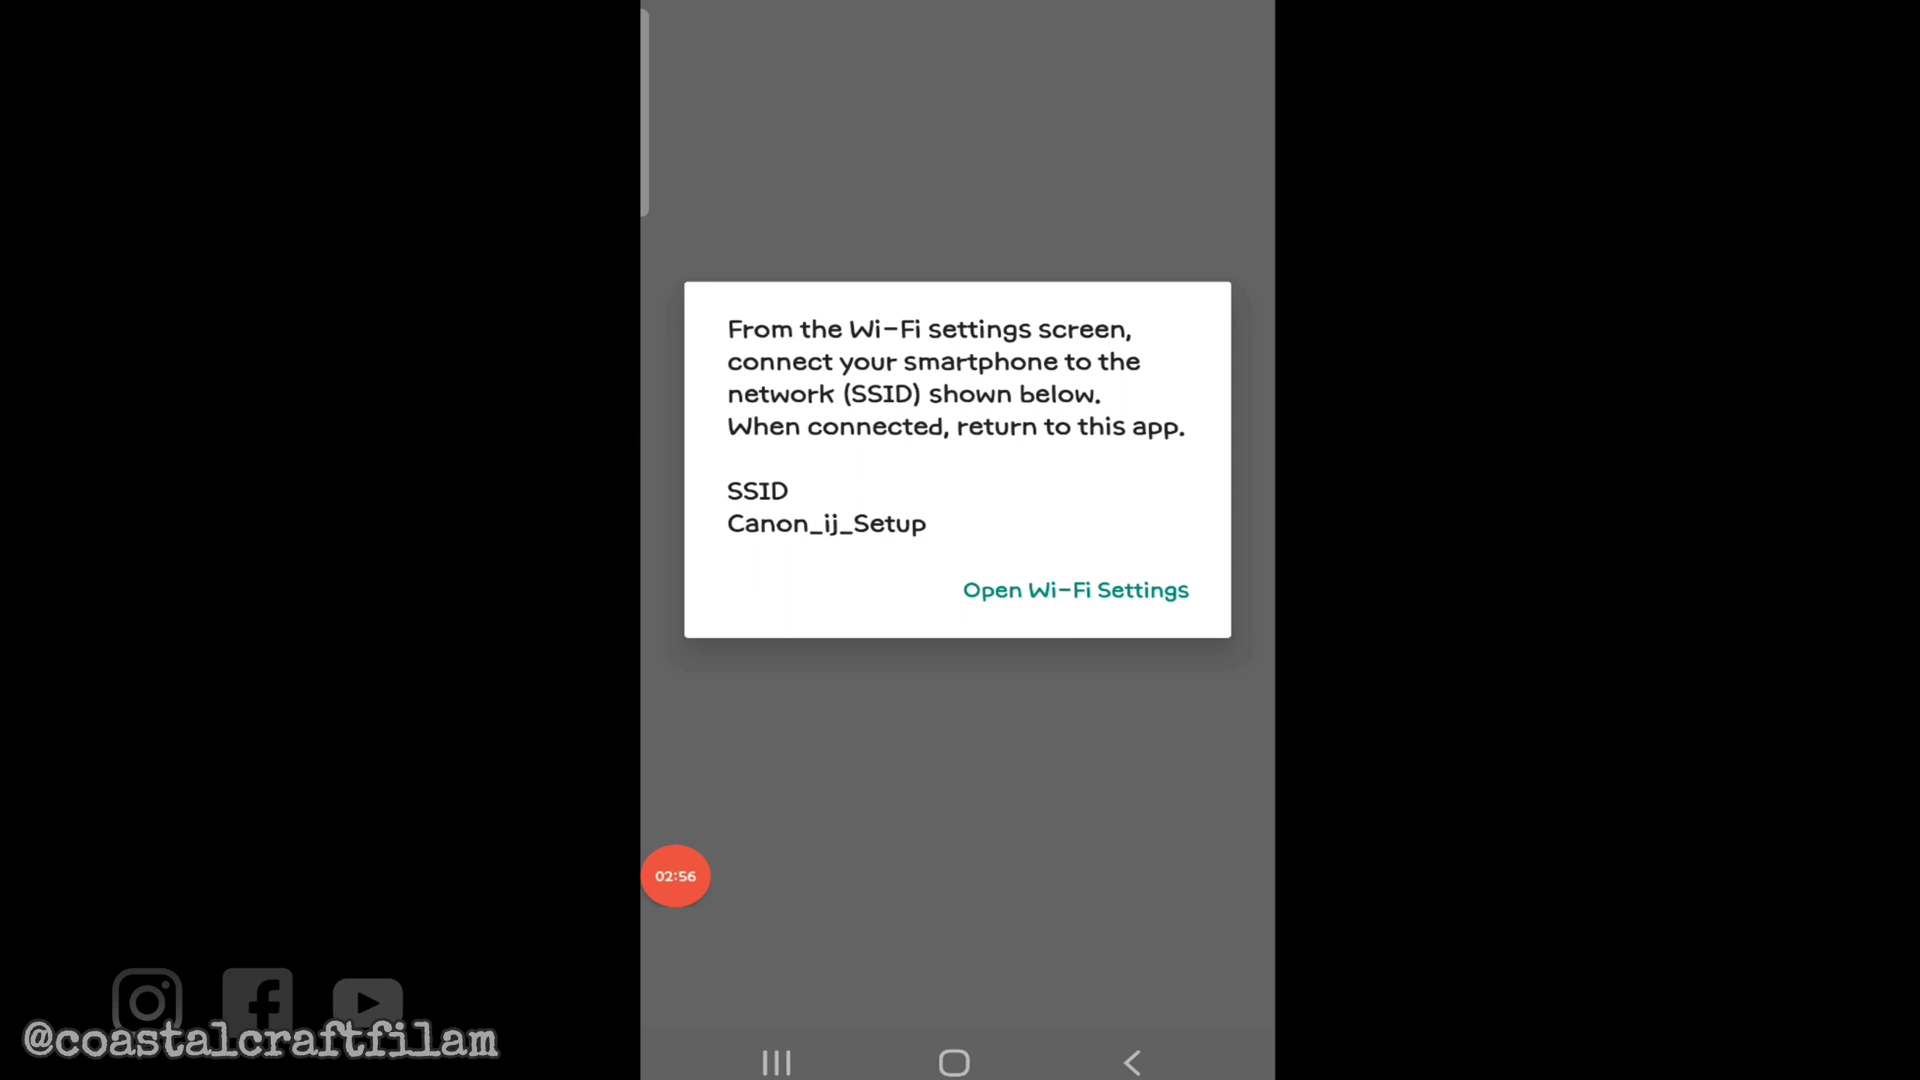 From the Wi-Fi settings screen,
connect your smartphone to the
network (SSID) shown below.
When connected, return to this app.
SSID
Canon_ij_Setup
Open Wi-Fi Settings
02:56
@coastalcraftfilam